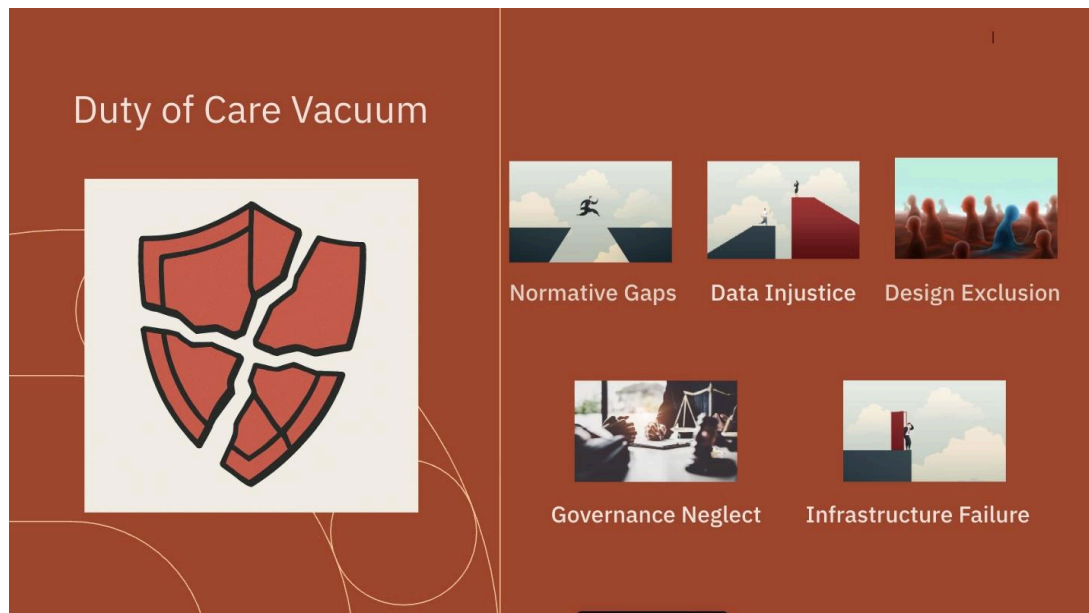 Duty of Care Vacuum
Normative Gaps
Data Injustice
Design Exclusion
Governance Neglect
Infrastructure Failure